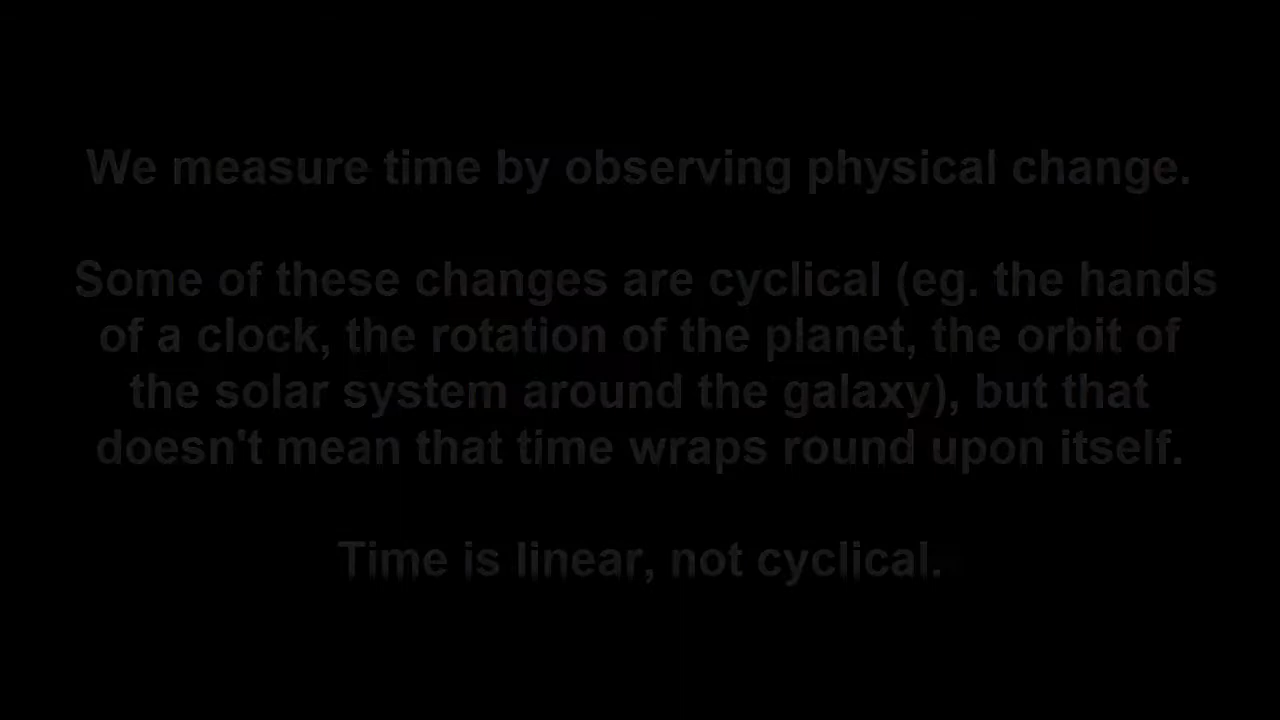 We measure time by observing physical change.
Some of these changes are cyclical (eg. the hands
of a clock, the rotation of the planet, the orbit of
the solar system around the galaxy), but that
doesn't mean that time wraps round upon itself.
Time is linear, not cyclical.